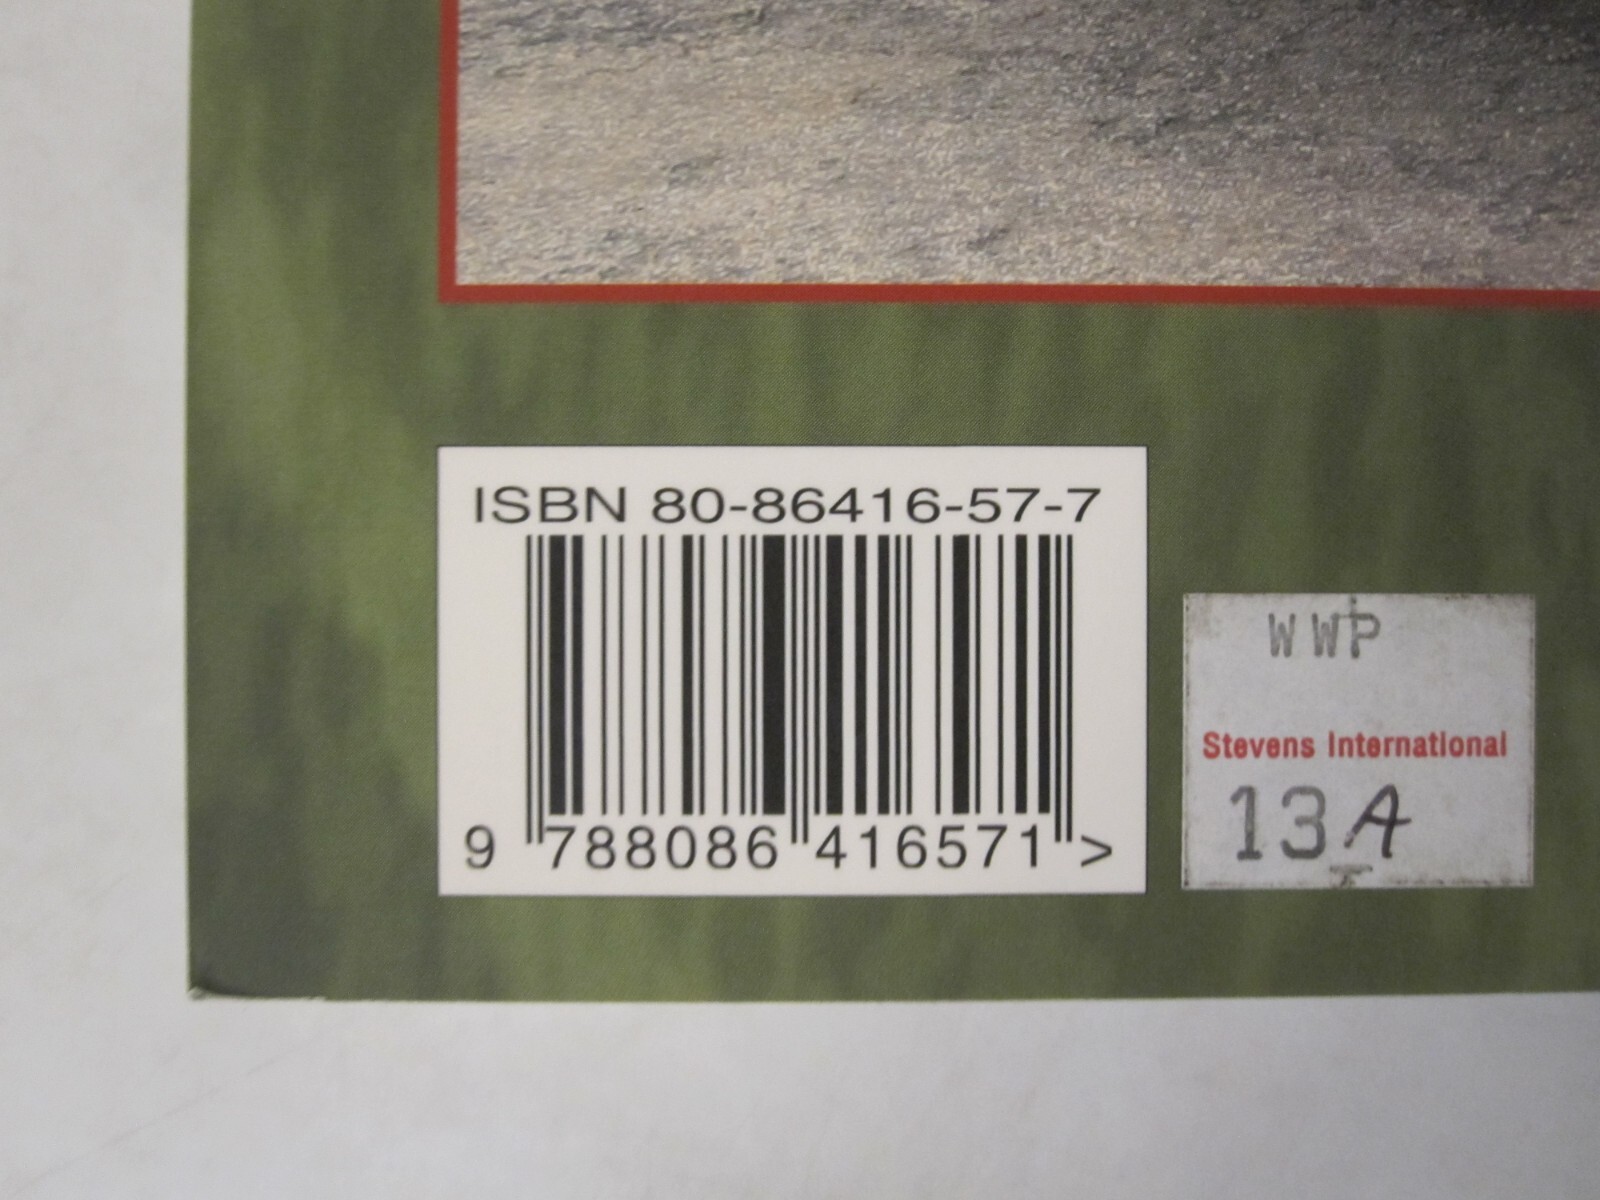 ISBN 80-86416-57-7
9 788086 416571 >
WWP
Stevens International
13A